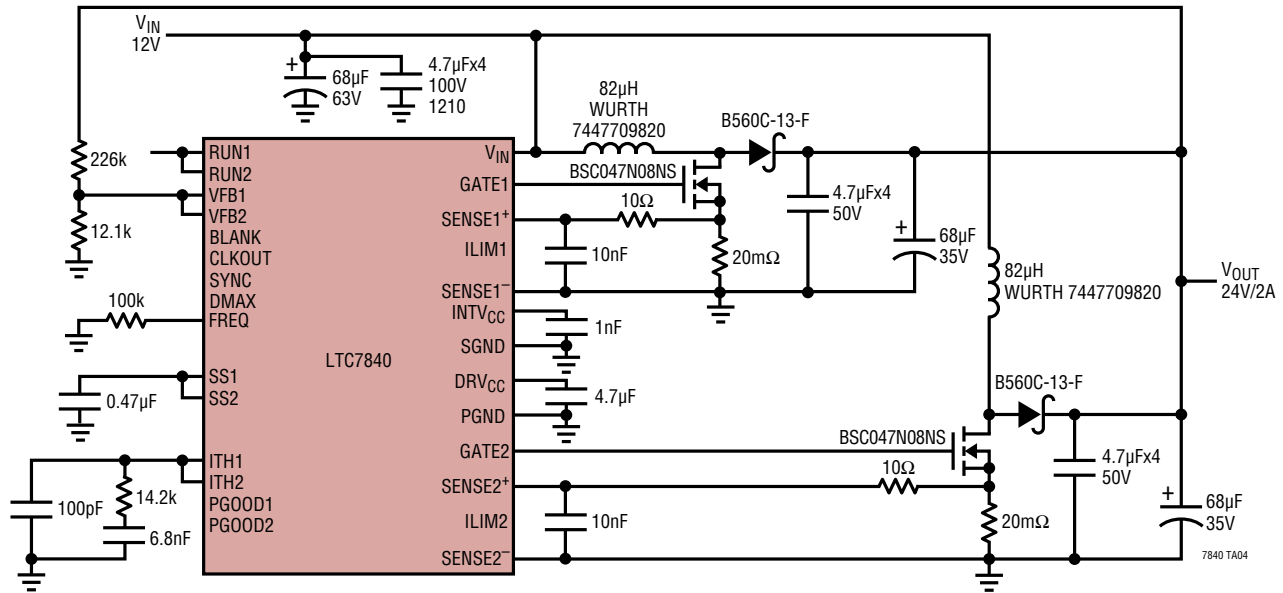 VIN
12V
68µF
63V
4.7µFx4
100V
1210
82µH
WURTH
7447709820
B560C-13-F
226k
12.1k
RUN1
RUN2
VFB1
VFB2
BLANK
CLKOUT
SYNC
DMAX
FREQ
100k
SS1
SS2
0.47µF
ITH1
ITH2
PGOOD1
PGOOD2
100pF
14.2k
6.8nF
LTC7840
VIN
GATE1
SENSE1+
ILIM1
SENSE1–
INTVCC
SGND
DRVCC
PGND
GATE2
SENSE2+
ILIM2
SENSE2–
BSC047N08NS
10Ω
10nF
20mΩ
4.7µFx4
50V
+
68µF
35V
1nF
4.7µF
82µH
WURTH 7447709820
VOUT
24V/2A
B560C-13-F
BSC047N08NS
10Ω
10nF
20mΩ
4.7µFx4
50V
+
68µF
35V
+
7840 TA04